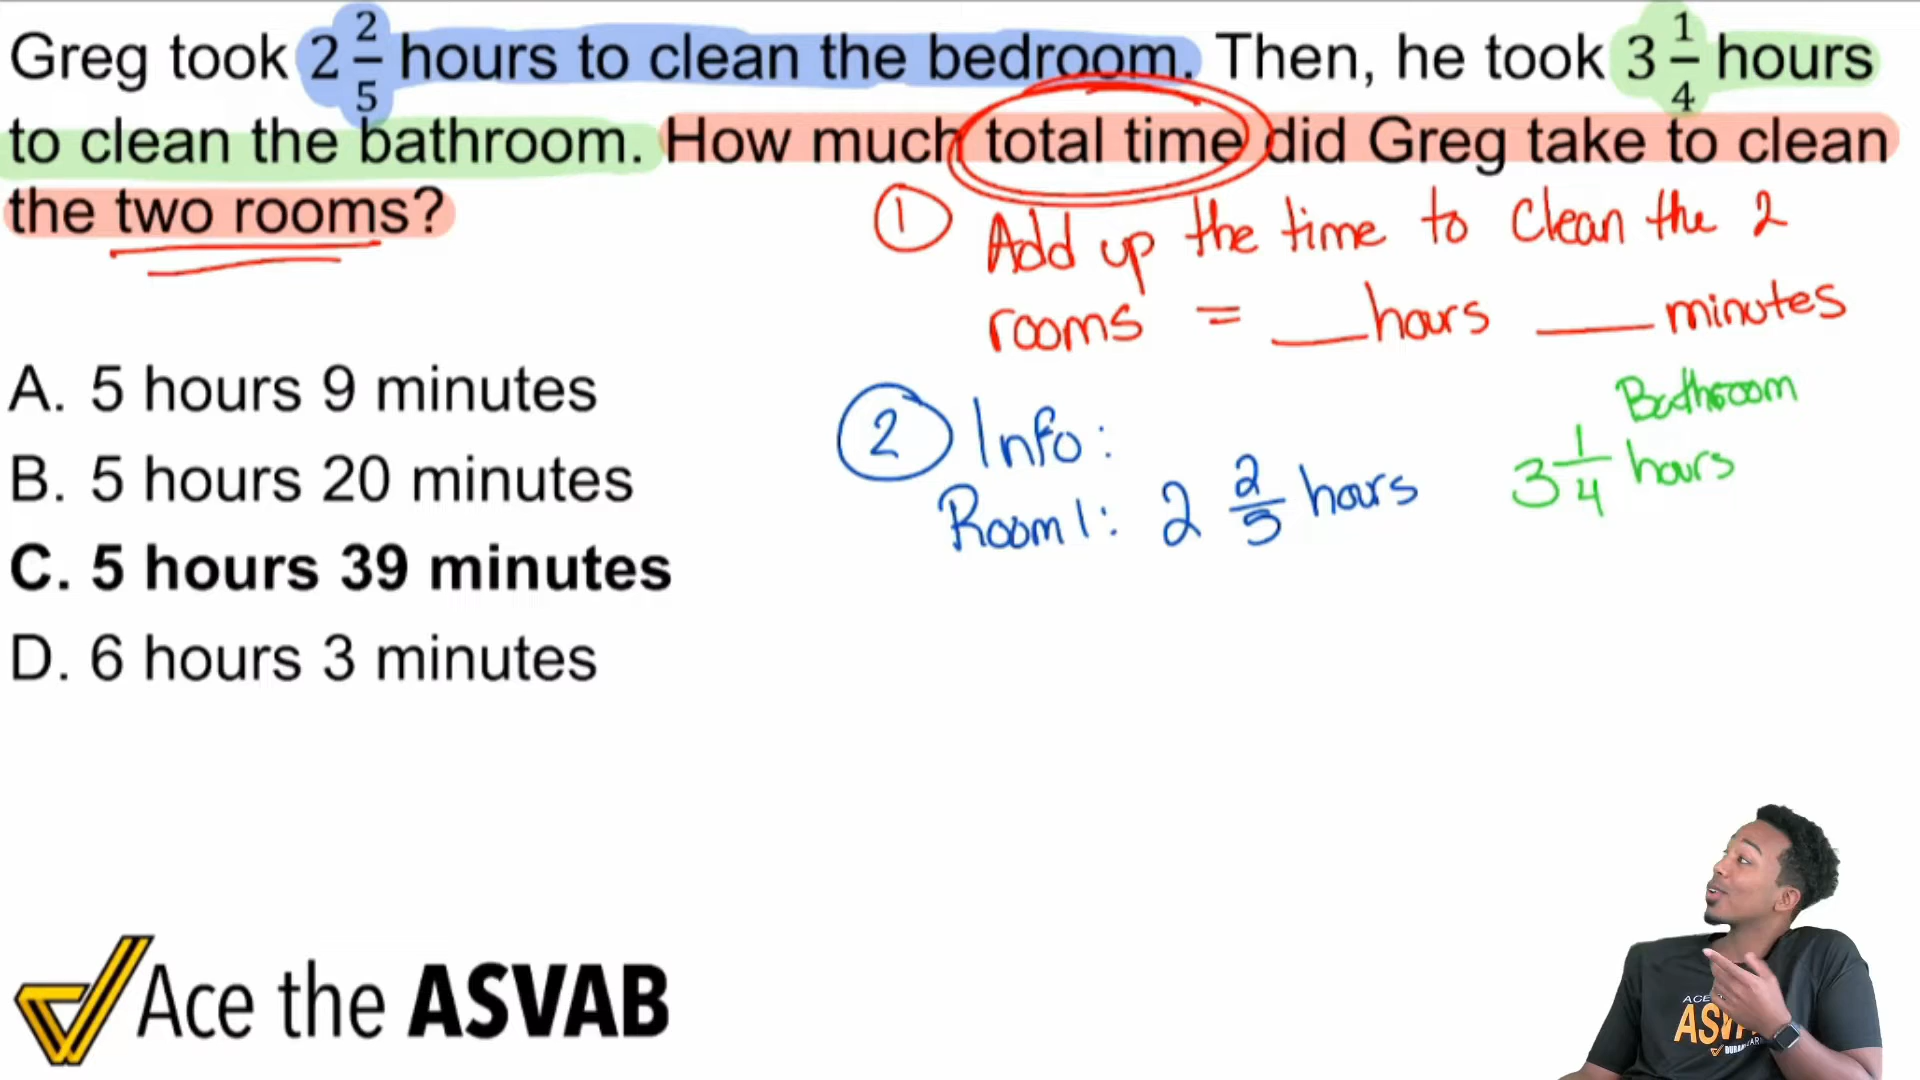 Greg took 2 2/5 hours to clean the bedroom. Then, he took 3 1/4 hours
to clean the bathroom. How much total time did Greg take to clean
the two rooms?
1 Add up the time to clean the 2
rooms = __ hours ___ minutes
A. 5 hours 9 minutes
B. 5 hours 20 minutes
C. 5 hours 39 minutes
D. 6 hours 3 minutes
2 Info:
Room 1: 2 2/5 hours
Bathroom
3 1/4 hours
Ace the ASVAB
ACE